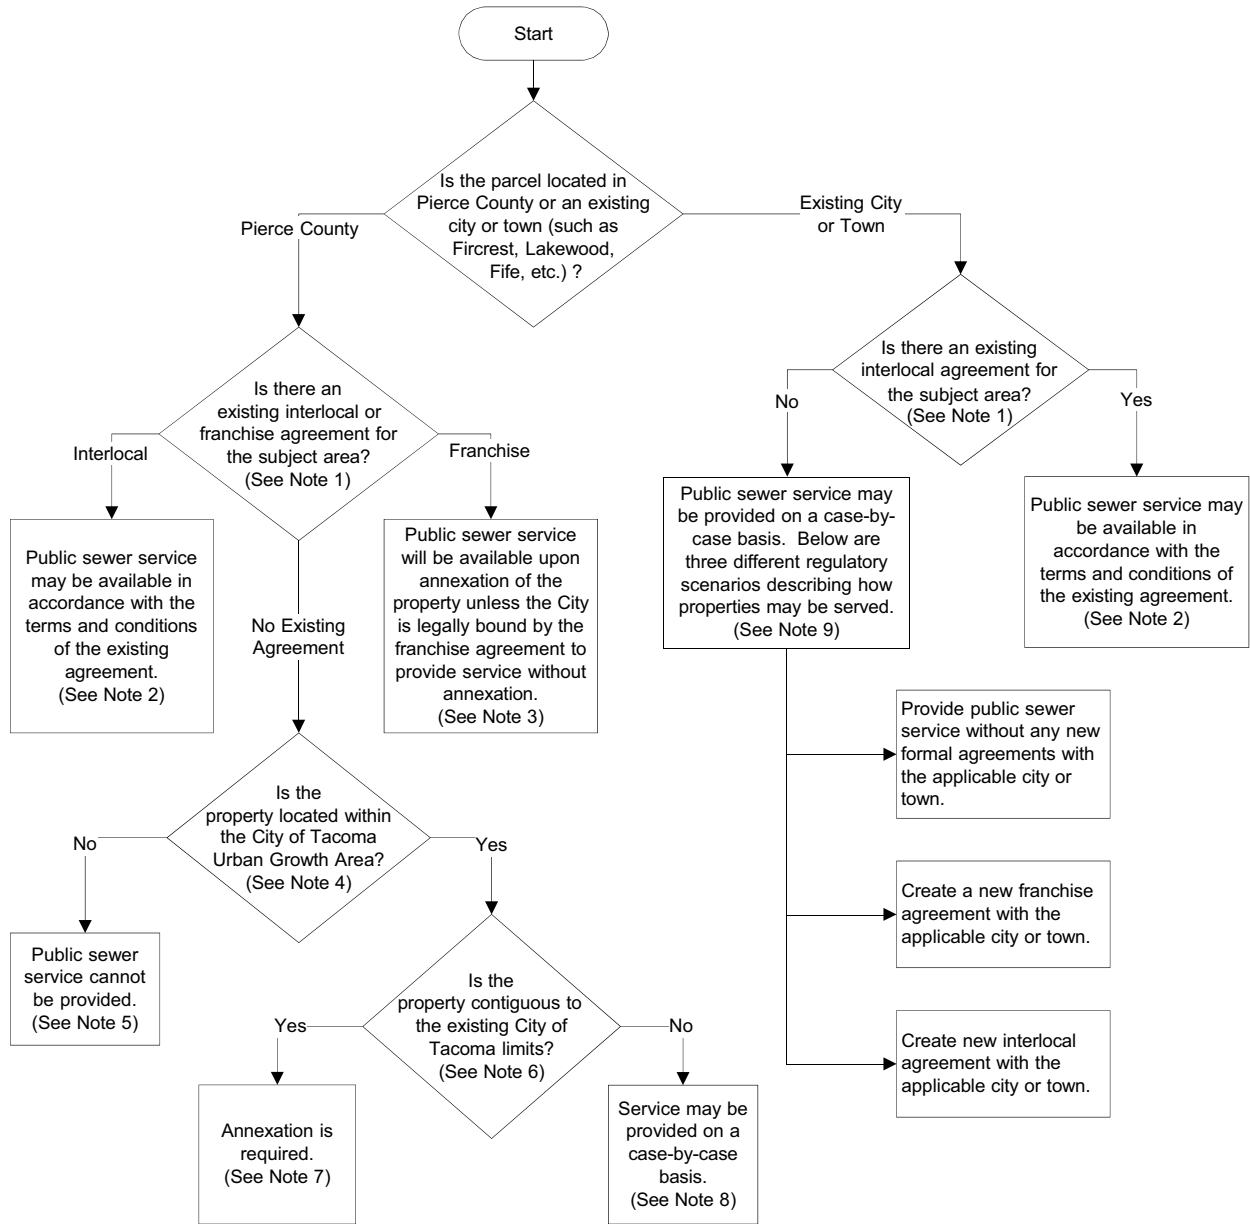 Start
Is the parcel located in
Pierce County or an existing
city or town (such as
Fircrest, Lakewood,
Fife, etc.) ?
Pierce County
Existing City
or Town
Is there an
existing interlocal or
franchise agreement for
the subject area?
(See Note 1)
Is there an existing
interlocal agreement for
the subject area?
(See Note 1)
Interlocal
Franchise
No
Yes
Public sewer service
may be available in
accordance with the
terms and conditions
of the existing
agreement.
(See Note 2)
No Existing
Agreement
Public sewer service
will be available upon
annexation of the
property unless the City
is legally bound by the
franchise agreement to
provide service without
annexation.
(See Note 3)
Public sewer service may
be provided on a case-by-
case basis.  Below are
three different regulatory
scenarios describing how
properties may be served.
(See Note 9)
Public sewer service may
be available in
accordance with the
terms and conditions of
the existing agreement.
(See Note 2)
Provide public sewer
service without any new
formal agreements with
the applicable city or
town.
Create a new franchise
agreement with the
applicable city or town.
Create new interlocal
agreement with the
applicable city or town.
Is the
property located within
the City of Tacoma
Urban Growth Area?
(See Note 4)
No
Yes
Public sewer
service cannot
be provided.
(See Note 5)
Is the
property contiguous to
the existing City of
Tacoma limits?
(See Note 6)
Yes
No
Annexation is
required.
(See Note 7)
Service may be
provided on a
case-by-case
basis.
(See Note 8)